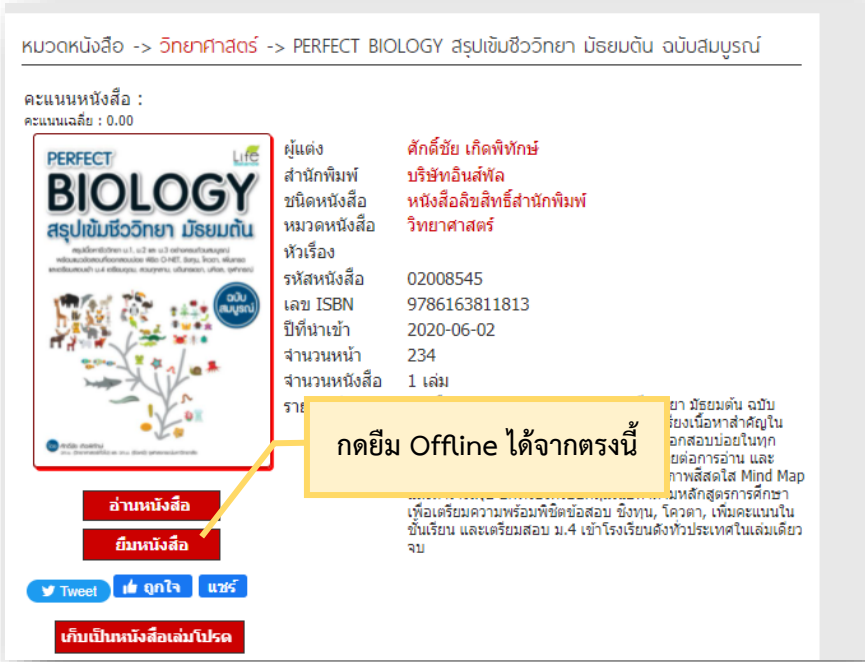 หมวดหนังสือ -> วิทยาศาสตร์ -> PERFECT BIOLOGY สรุปเข้มชีววิทยา มัธยมต้น ฉบับสมบูรณ์
คะแนนหนังสือ :
คะแนนเฉลี่ย : 0.00
PERFECT
Life
BIOLOGY
สรุปเข้มชีววิทยา มัธยมต้น
ฉบับ
สมบูรณ์
ผู้แต่ง ศักดิ์ชัย เกิดพิทักษ์
สำนักพิมพ์ บริษัทอินส์พัล
ชนิดหนังสือ หนังสือลิขสิทธิ์สำนักพิมพ์
หมวดหนังสือ วิทยาศาสตร์
หัวเรื่อง
รหัสหนังสือ 02008545
เลข ISBN 9786163811813
ปีที่นำเข้า 2020-06-02
จำนวนหน้า 234
จำนวนหนังสือ 1 เล่ม
มัธยมต้น ฉบับ
เนื้อหาสำคัญใน
ออกสอบบ่อยในทุก
ต่อการอ่าน และ
ภาพสีสดใส Mind Map
หลักสูตรการศึกษา
เพื่อเตรียมความพร้อมพิชิตข้อสอบ ชิงทุน, โควตา, เพิ่มคะแนนใน
ชั้นเรียน และเตรียมสอบ ม.4 เข้าโรงเรียนดังทั่วประเทศในเล่มเดียว
จบ
กดยืม Offline ได้จากตรงนี้
อ่านหนังสือ
ยืมหนังสือ
Tweet ถูกใจ แชร์
เก็บเป็นหนังสือเล่มโปรด